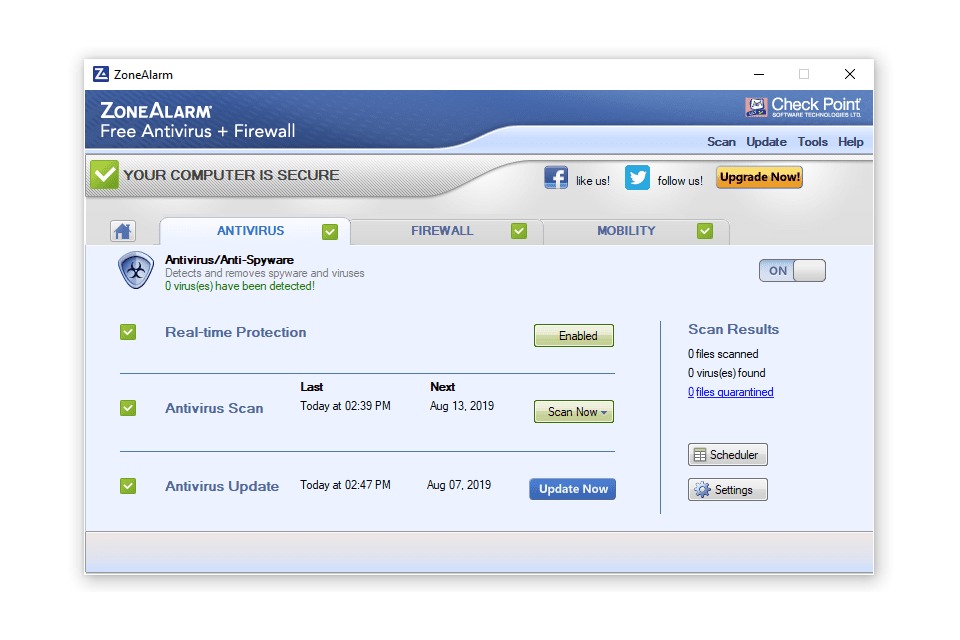 ZoneAlarm
ZONEALARM
Free Antivirus + Firewall
Check Point
SOFTWARE TECHNOLOGIES LTD.
Scan Update Tools Help
YOUR COMPUTER IS SECURE
like us! follow us! Upgrade Now!
ANTIVIRUS FIREWALL MOBILITY
Antivirus/Anti-Spyware
Detects and removes spyware and viruses
0 virus(es) have been detected!
ON
Real-time Protection Enabled
Last Next
Antivirus Scan Today at 02:39 PM Aug 13, 2019 Scan Now
Antivirus Update Today at 02:47 PM Aug 07, 2019 Update Now
Scan Results
0 files scanned
0 virus(es) found
0 files quarantined
Scheduler
Settings